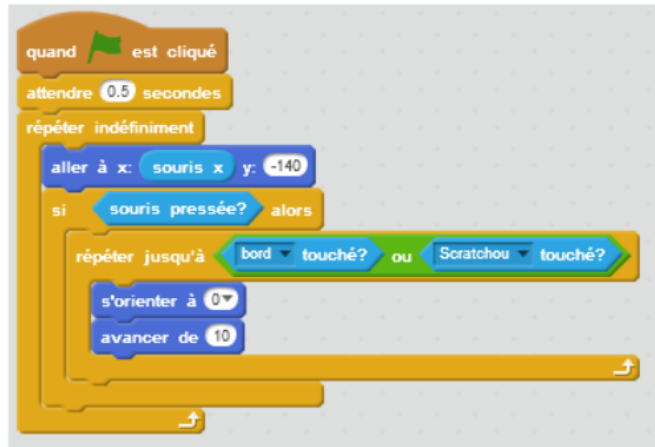 quand est cliqué
attendre 0.5 secondes
répéter indéfiniment
aller à x: souris x y: -140
si souris pressée? alors
répéter jusqu'à bord touché? ou Scratchou touché?
s'orienter à 0
avancer de 10